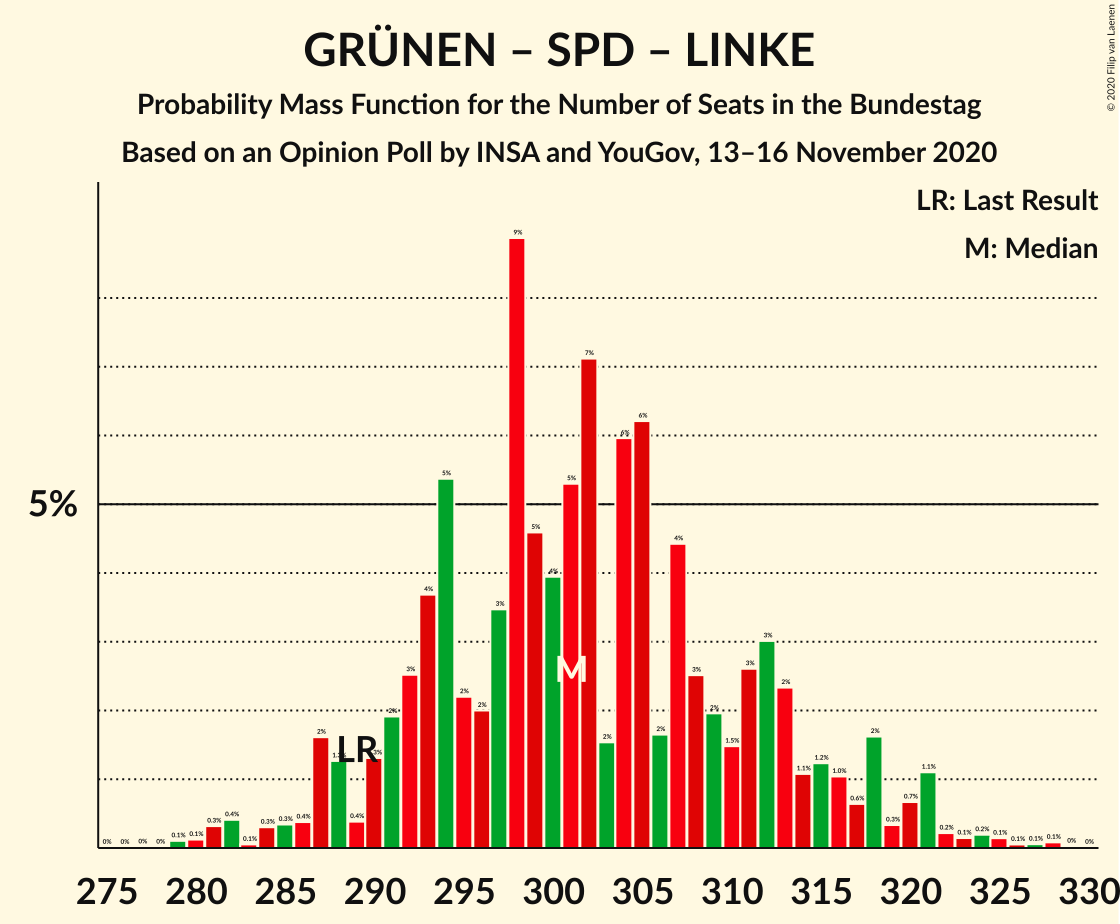 GRÜNEN – SPD – LINKE
Probability Mass Function for the Number of Seats in the Bundestag
Based on an Opinion Poll by INSA and YouGov, 13–16 November 2020
© 2020 Filip van Laenen
LR: Last Result
M: Median
5%
0% 0% 0% 0% 0.1% 0.1% 0.3% 0.4% 0.1% 0.3% 0.3% 0.4% 2% 0.4% 2% 3% 4% 5% 2% 2% 3% 9% 5% 4% 5% 7% 2% 6% 6% 2% 4% 3% 2% 1.5% 3% 3% 2% 1.1% 1.2% 1.0% 0.6% 2% 0.3% 0.7% 1.1% 0.2% 0.1% 0.2% 0.1% 0.1% 0.1% 0.1% 0% 0%
LR
M
275 280 285 290 295 300 305 310 315 320 325 330